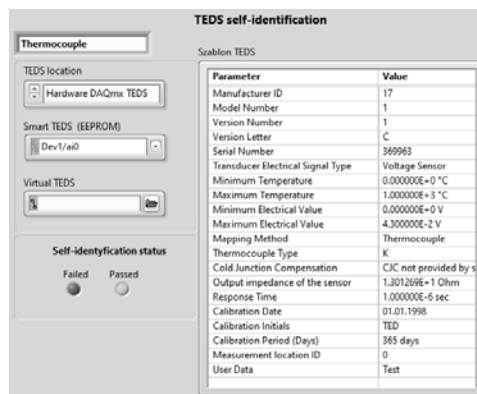 TEDS self-identification
Thermocouple
Szablon TEDS
TEDS location
Hardware DAQmx TEDS
Smart TEDS (EEPROM)
Dev1/ai0
Virtual TEDS
Self-identyfication status
Failed Passed
Parameter Value
Manufacturer ID 17
Model Number 1
Version Number 1
Version Letter C
Serial Number 369963
Transducer Electrical Signal Type Voltage Sensor
Minimum Temperature 0.000000E+0 °C
Maximum Temperature 1.000000E+3 °C
Minimum Electrical Value 0.000000E+0 V
Maximum Electrical Value 4.300000E-2 V
Mapping Method Thermocouple
Thermocouple Type K
Cold Junction Compensation CJC not provided by s
Output impedance of the sensor 1.301269E+1 Ohm
Response Time 1.000000E-6 sec
Calibration Date 01.01.1998
Calibration Initials TED
Calibration Period (Days) 365 days
Measurement location ID 0
User Data Test